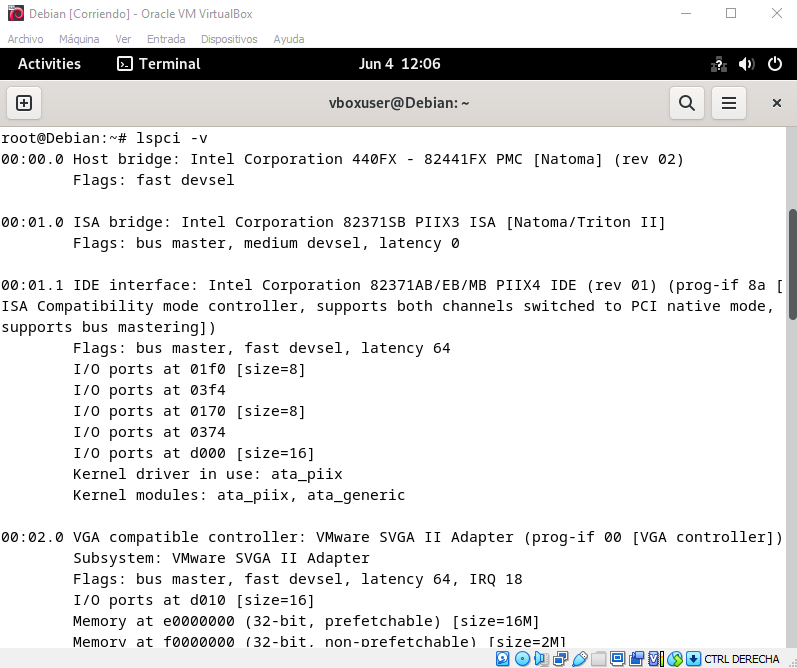 Debian [Corriendo] - Oracle VM VirtualBox
Archivo Máquina Ver Entrada Dispositivos Ayuda
Activities Terminal Jun 4 12:06
vboxuser@Debian: ~
root@Debian:~# lspci -v
00:00.0 Host bridge: Intel Corporation 440FX - 82441FX PMC [Natoma] (rev 02)
Flags: fast devsel
00:01.0 ISA bridge: Intel Corporation 82371SB PIIX3 ISA [Natoma/Triton II]
Flags: bus master, medium devsel, latency 0
00:01.1 IDE interface: Intel Corporation 82371AB/EB/MB PIIX4 IDE (rev 01) (prog-if 8a [
ISA Compatibility mode controller, supports both channels switched to PCI native mode,
supports bus mastering])
Flags: bus master, fast devsel, latency 64
I/O ports at 01f0 [size=8]
I/O ports at 03f4
I/O ports at 0170 [size=8]
I/O ports at 0374
I/O ports at d000 [size=16]
Kernel driver in use: ata_piix
Kernel modules: ata_piix, ata_generic
00:02.0 VGA compatible controller: VMware SVGA II Adapter (prog-if 00 [VGA controller])
Subsystem: VMware SVGA II Adapter
Flags: bus master, fast devsel, latency 64, IRQ 18
I/O ports at d010 [size=16]
Memory at e0000000 (32-bit, prefetchable) [size=16M]
Memory at f0000000 (32-bit, non-prefetchable) [size=2M]
CTRL DERECHA